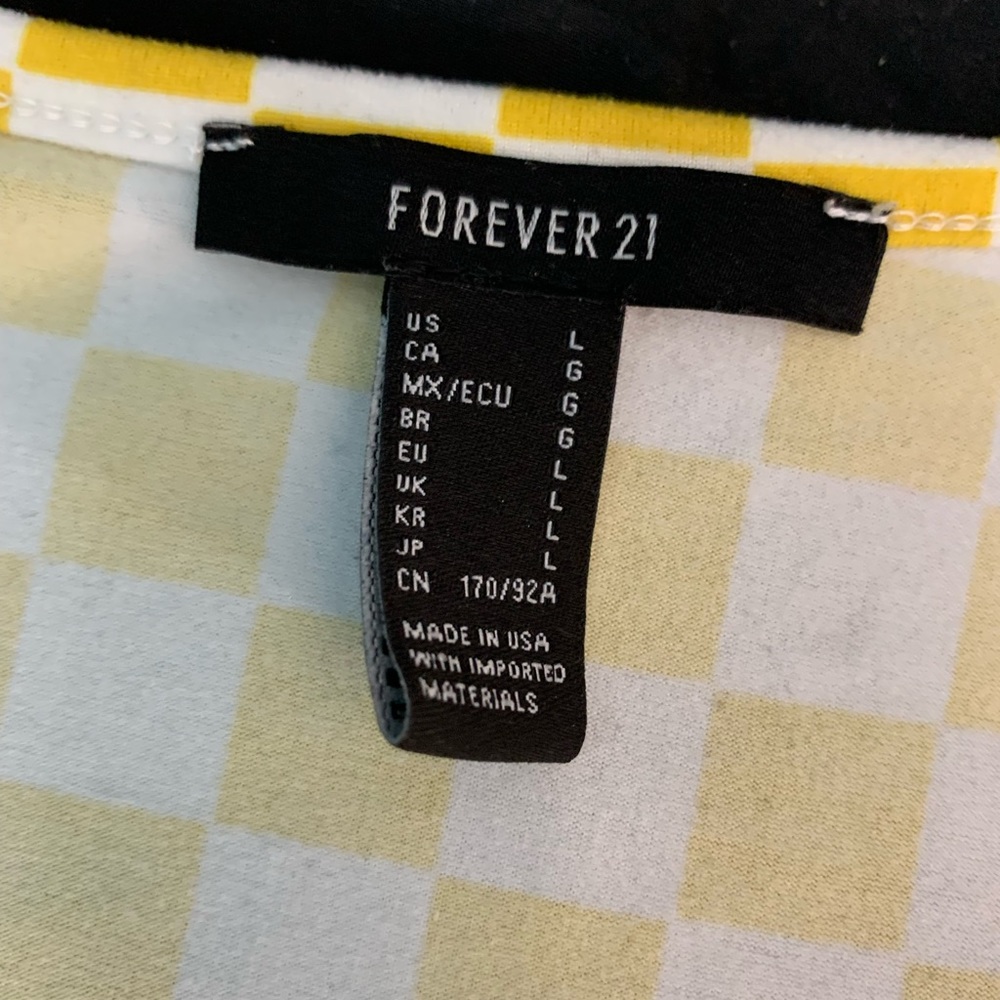 FOREVER 21
US L
CA G
MX/ECU G
BR G
EU L
UK L
KR L
JP L
CN 170/92A
MADE IN USA
WITH IMPORTED
MATERIALS